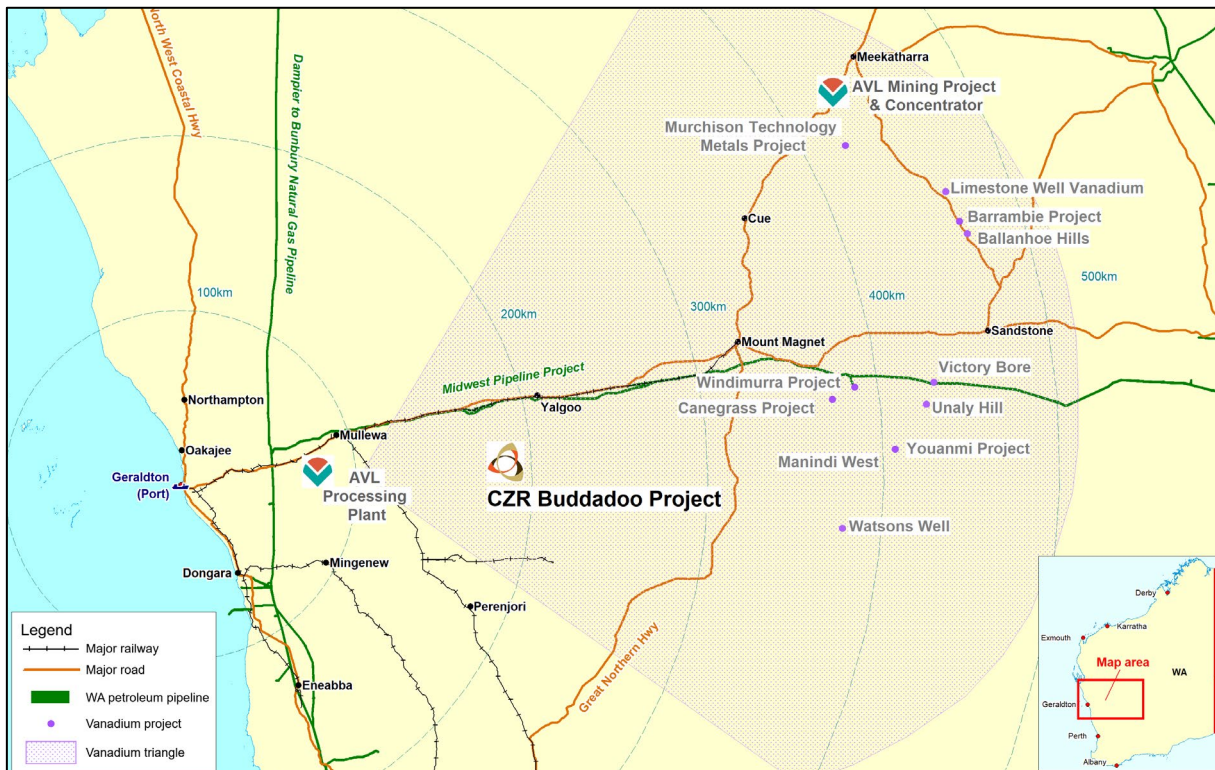 North West Coastal Hwy
Dampier to Bunbury Natural Gas Pipeline
Meekatharra
AVL Mining Project
& Concentrator
Murchison Technology
Metals Project
Limestone Well Vanadium
Barrambie Project
Ballanhoe Hills
Cue
100km
200km
300km
400km
500km
Sandstone
Mount Magnet
Midwest Pipeline Project
Victory Bore
Windimurra Project
Canegrass Project
Unaly Hill
Yalgoo
Northampton
Mullewa
Oakajee
Youanmi Project
Manindi West
Geraldton
(Port)
AVL
Processing
Plant
CZR Buddadoo Project
Watsons Well
Dongara
Mingenew
Perenjori
Great Northern Hwy
Eneabba
Legend
Major railway
Major road
WA petroleum pipeline
Vanadium project
Vanadium triangle
Derby
Karratha
Exmouth
Map area
WA
Geraldton
Perth
Albany